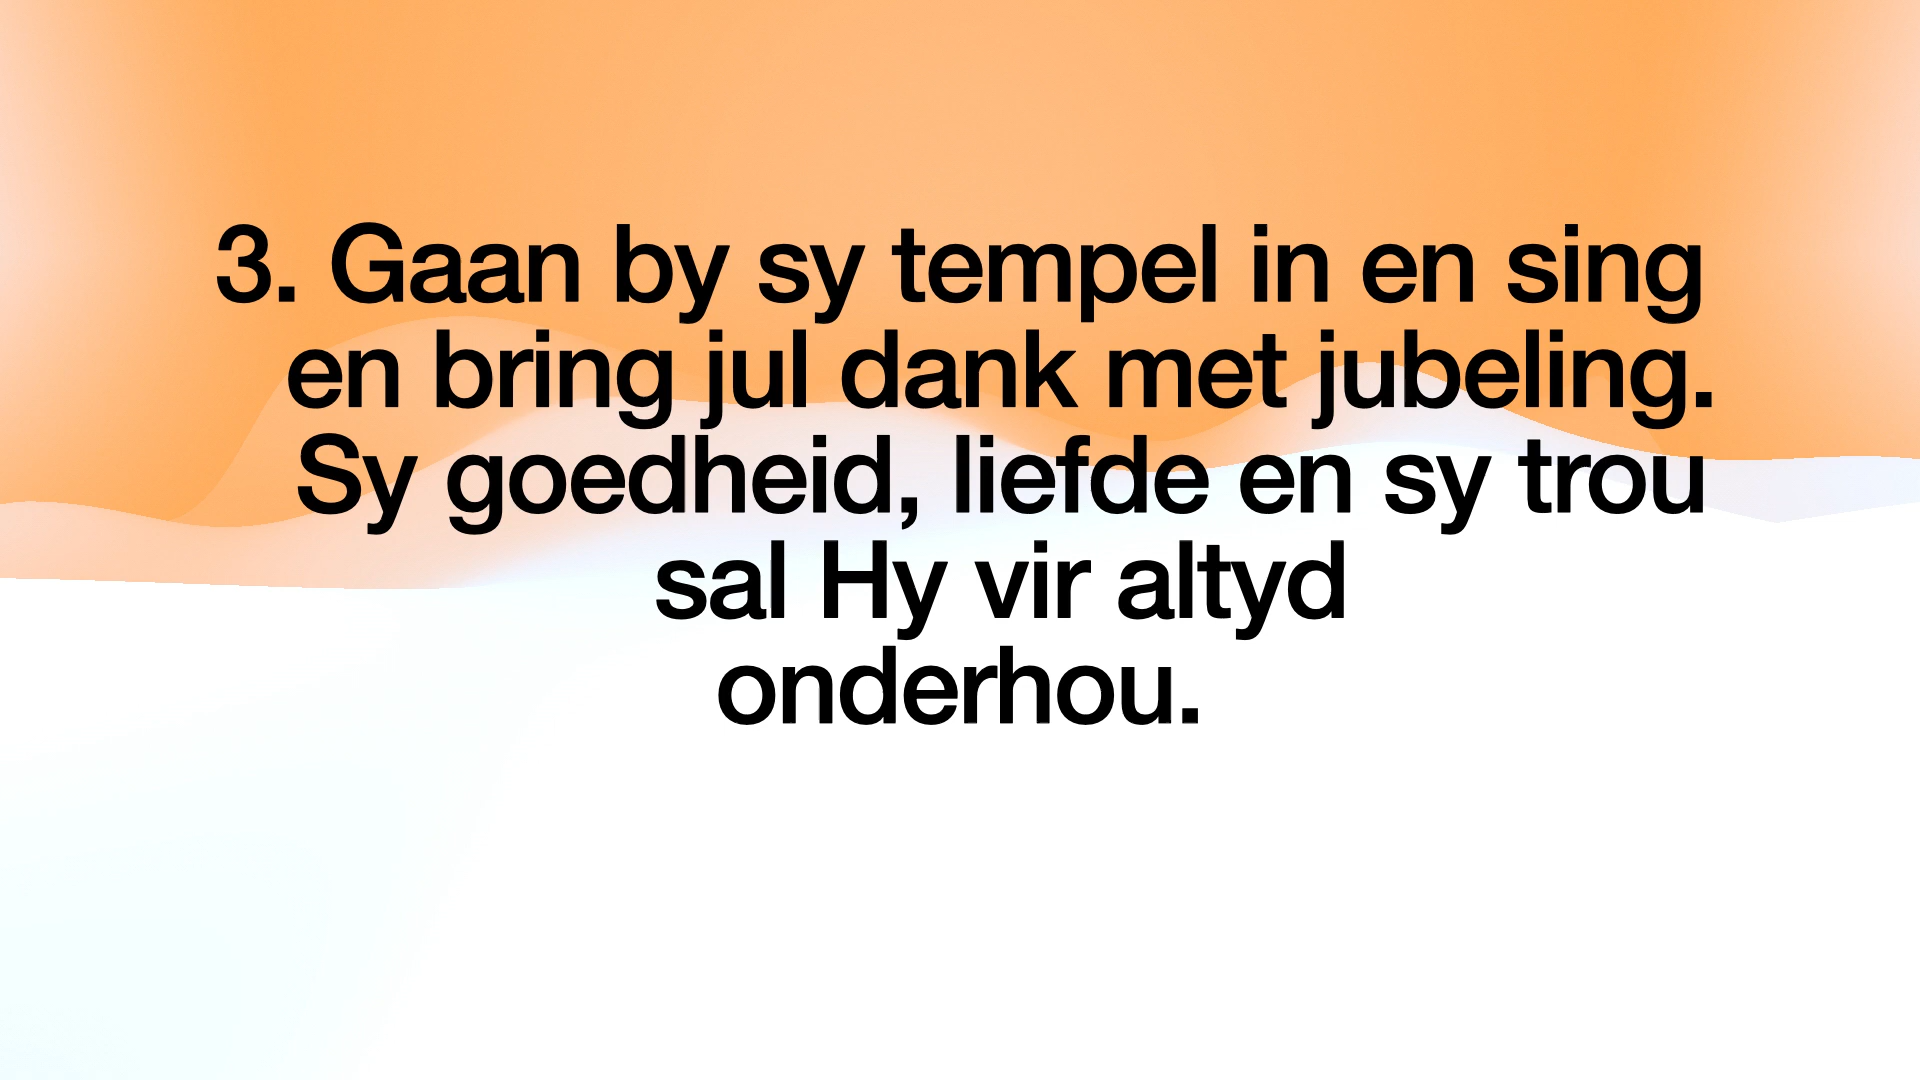 3. Gaan by sy tempel in en sing
en bring jul dank met jubeling.
Sy goedheid, liefde en sy trou
sal Hy vir altyd
onderhou.